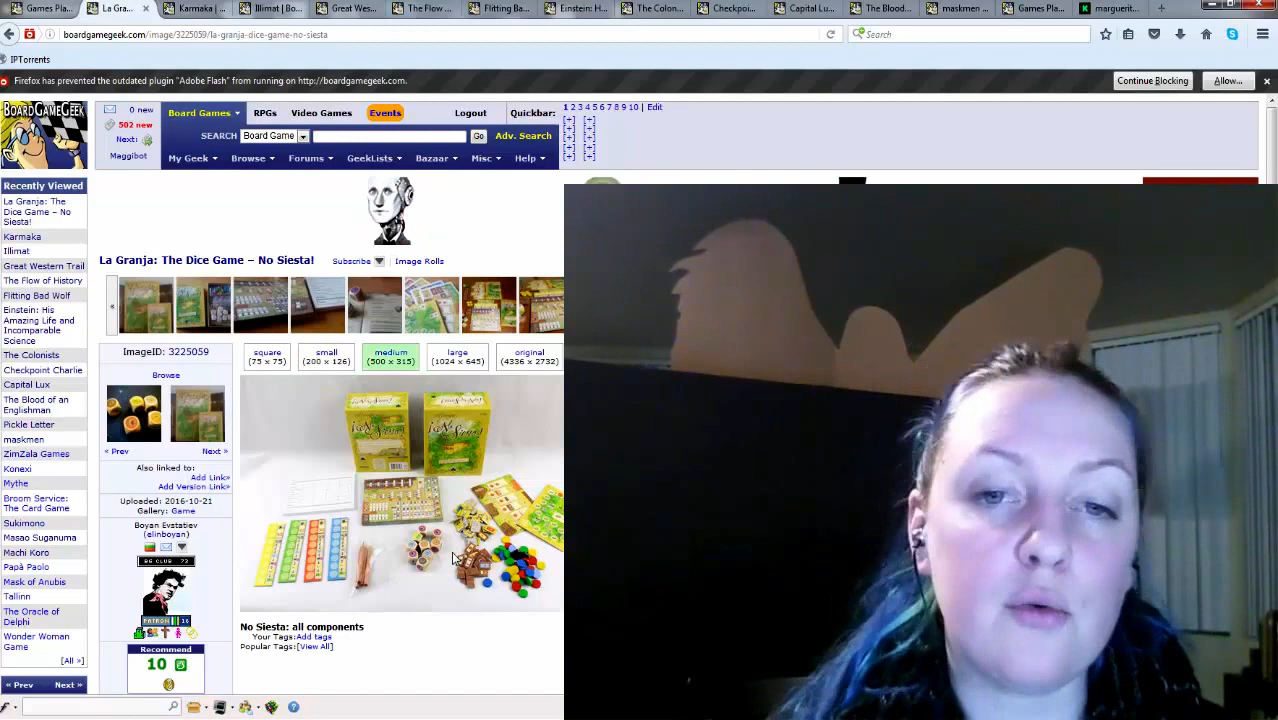 Games Pla...
La Gra...
Karmaka | ...
Illimat | Bo...
Great Wes...
The Flow ...
Flitting Ba...
Einstein: H...
The Colon...
Checkpoint...
Capital Lu...
The Blood...
maskmen ...
Games Pla...
marguerit...
boardgamegeek.com/image/3225059/la-granja-dice-game-no-siesta
Search
IPTorrents
Firefox has prevented the outdated plugin "Adobe Flash" from running on http://boardgamegeek.com.
Continue Blocking
Allow...
BOARDGAMEGEEK
0 new
502 new
Next:
Maggibot
Board Games
RPGs
Video Games
Events
Logout
Quickbar:
1 2 3 4 5 6 7 8 9 10 | Edit
[+] [+]
[+] [+]
[+] [+]
[+] [+]
[+] [+]
SEARCH
Board Game
Go
Adv. Search
My Geek
Browse
Forums
GeekLists
Bazaar
Misc
Help
Recently Viewed
La Granja: The
Dice Game – No
Siesta!
Karmaka
Illimat
Great Western Trail
The Flow of History
Flitting Bad Wolf
Einstein: His
Amazing Life and
Incomparable
Science
The Colonists
Checkpoint Charlie
Capital Lux
The Blood of an
Englishman
Pickle Letter
maskmen
ZimZala Games
Konexi
Mythe
Broom Service:
The Card Game
Sukimono
Masao Suganuma
Machi Koro
Papà Paolo
Mask of Anubis
Tallinn
The Oracle of
Delphi
Wonder Woman
Game
[All »]
« Prev
Next »
La Granja: The Dice Game – No Siesta!
Subscribe
Image Rolls
«
ImageID: 3225059
Browse
« Prev
Next »
Also linked to:
Add Link»
Add Version Link»
Uploaded: 2016-10-21
Gallery: Game
Boyan Evstatiev
(elinboyan)
BG CLUB 73
PATRON 16
Recommend
10
square
(75 x 75)
small
(200 x 126)
medium
(500 x 315)
large
(1024 x 645)
original
(4336 x 2732)
No Siesta!
No Siesta: all components
Your Tags: Add tags
Popular Tags: [View All]